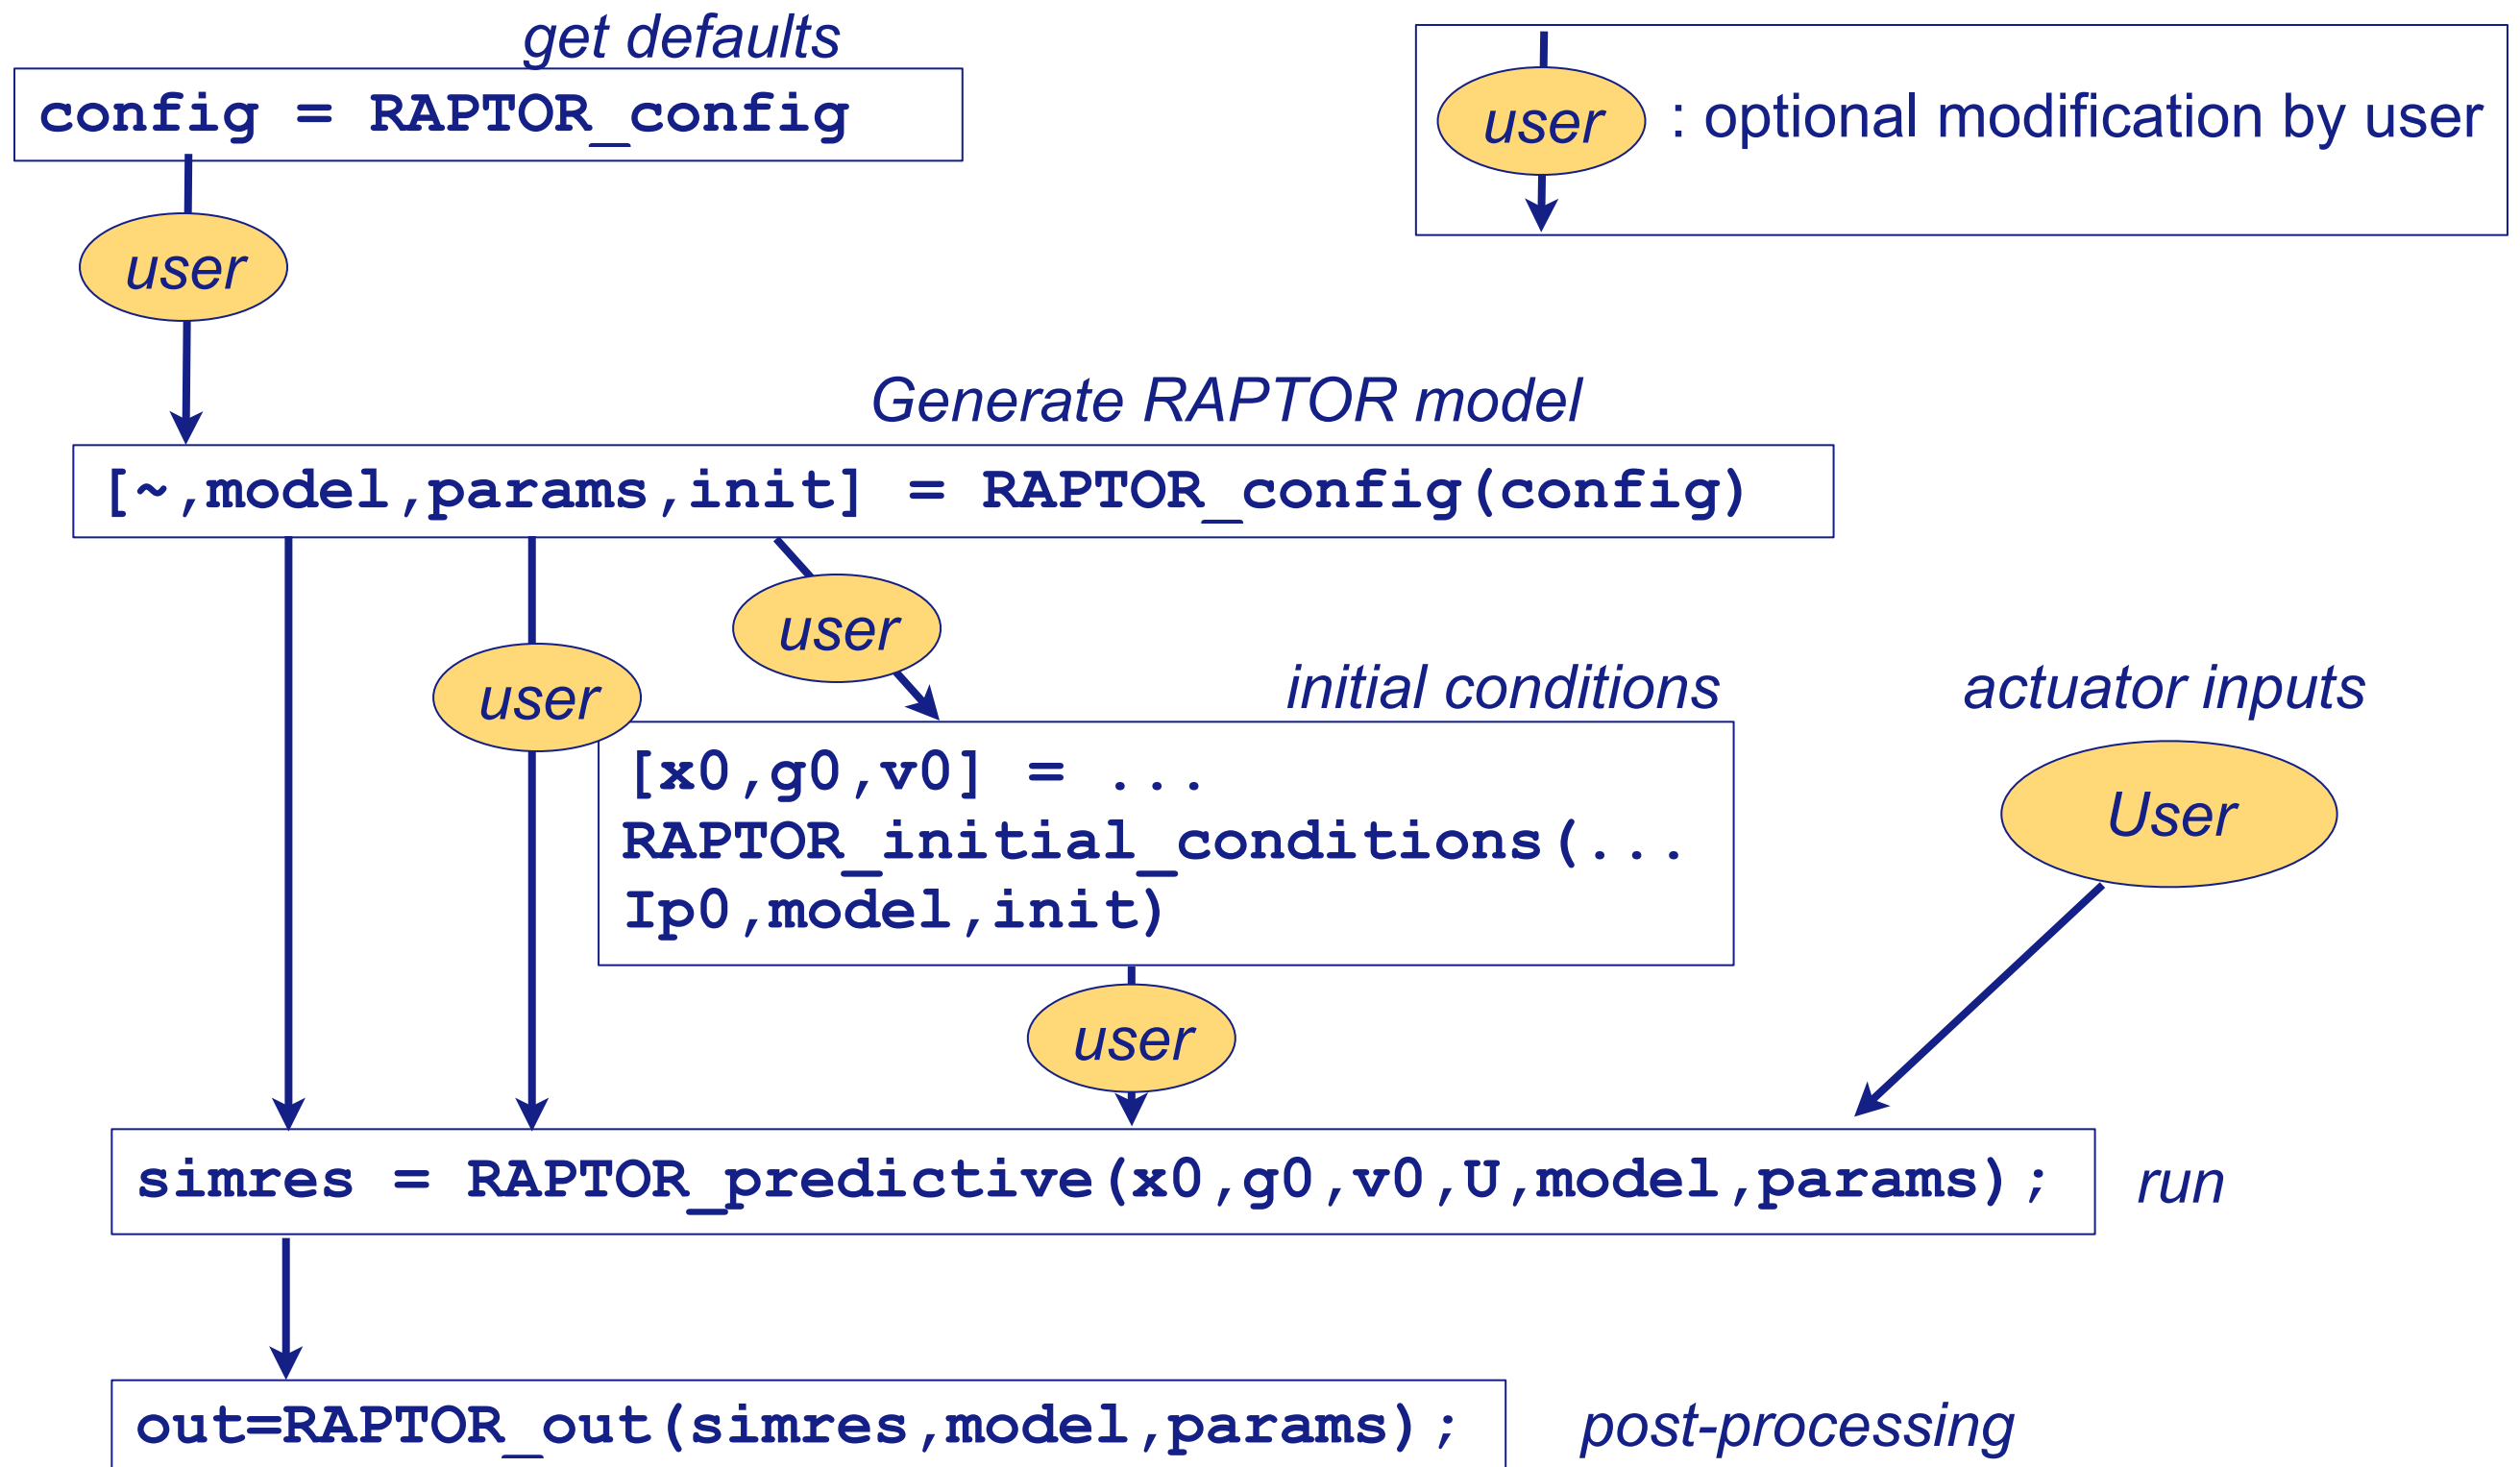 get defaults
config = RAPTOR_config
user : optional modification by user
user
Generate RAPTOR model
[~,model,params,init] = RAPTOR_config(config)
user
user
initial conditions
actuator inputs
[x0,g0,v0] = ...
RAPTOR_initial_conditions(...
Ip0,model,init)
User
user
simres = RAPTOR_predictive(x0,g0,v0,U,model,params);
run
out=RAPTOR_out(simres,model,params);
post-processing